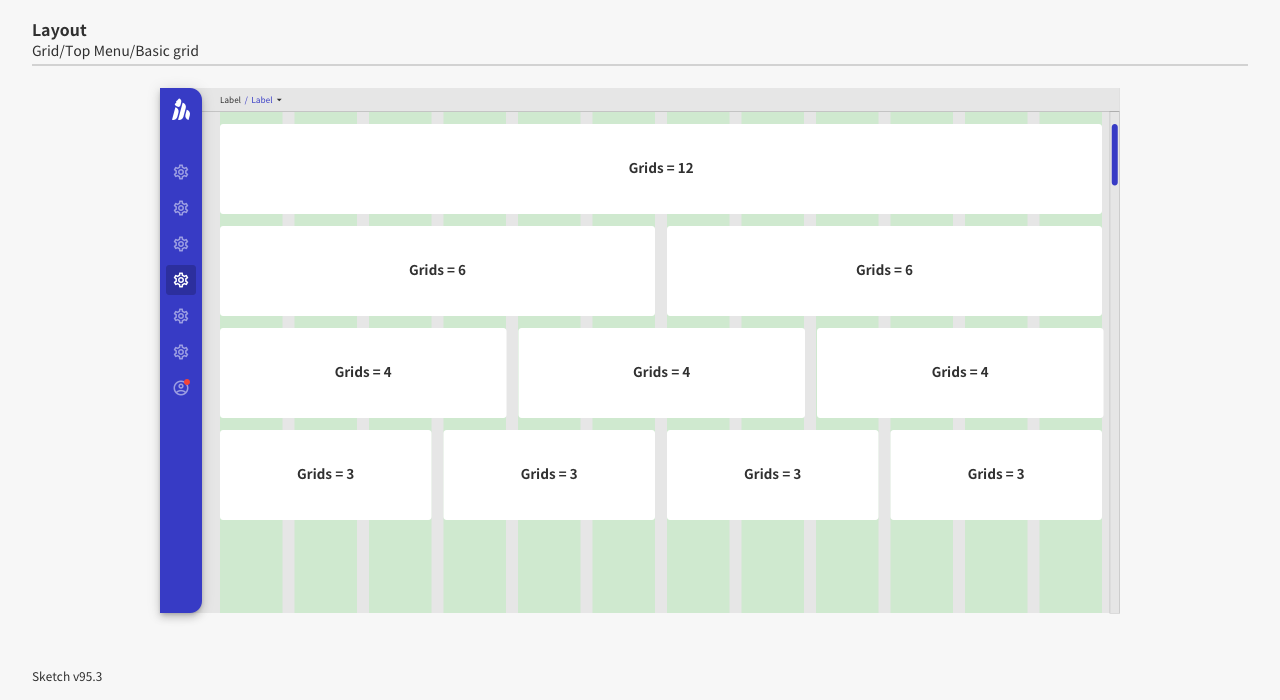 Layout
Grid/Top Menu/Basic grid
Label / Label
Grids = 12
Grids = 6
Grids = 6
Grids = 4
Grids = 4
Grids = 4
Grids = 3
Grids = 3
Grids = 3
Grids = 3
Sketch v95.3